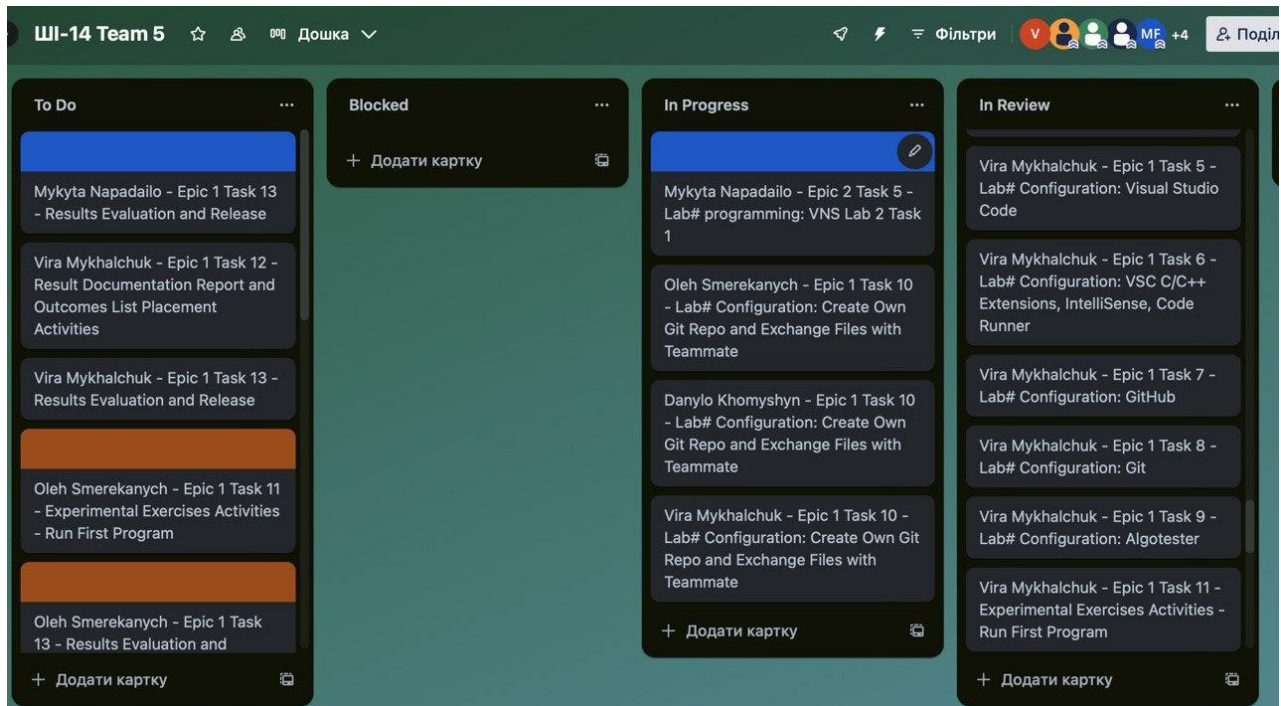 ШІ-14 Team 5
Дошка
Фільтри
V
MF
+4
Поділ
To Do
Mykyta Napadailo - Epic 1 Task 13
- Results Evaluation and Release
Vira Mykhalchuk - Epic 1 Task 12 -
Result Documentation Report and
Outcomes List Placement
Activities
Vira Mykhalchuk - Epic 1 Task 13 -
Results Evaluation and Release
Oleh Smerekanych - Epic 1 Task 11
- Experimental Exercises Activities
- Run First Program
Oleh Smerekanych - Epic 1 Task
13 - Results Evaluation and
+ Додати картку
Blocked
+ Додати картку
In Progress
Mykyta Napadailo - Epic 2 Task 5 -
Lab# programming: VNS Lab 2 Task
1
Oleh Smerekanych - Epic 1 Task 10
- Lab# Configuration: Create Own
Git Repo and Exchange Files with
Teammate
Danylo Khomyshyn - Epic 1 Task 10
- Lab# Configuration: Create Own
Git Repo and Exchange Files with
Teammate
Vira Mykhalchuk - Epic 1 Task 10 -
Lab# Configuration: Create Own Git
Repo and Exchange Files with
Teammate
+ Додати картку
In Review
Vira Mykhalchuk - Epic 1 Task 5 -
Lab# Configuration: Visual Studio
Code
Vira Mykhalchuk - Epic 1 Task 6 -
Lab# Configuration: VSC C/C++
Extensions, IntelliSense, Code
Runner
Vira Mykhalchuk - Epic 1 Task 7 -
Lab# Configuration: GitHub
Vira Mykhalchuk - Epic 1 Task 8 -
Lab# Configuration: Git
Vira Mykhalchuk - Epic 1 Task 9 -
Lab# Configuration: Algotester
Vira Mykhalchuk - Epic 1 Task 11 -
Experimental Exercises Activities -
Run First Program
+ Додати картку